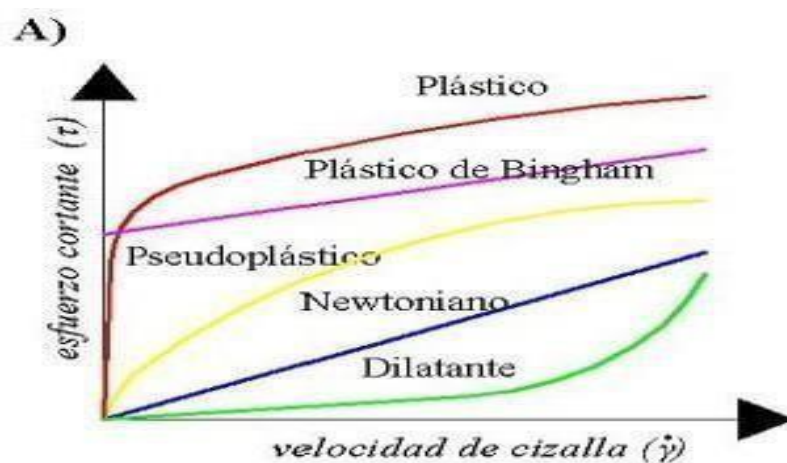 A)
Plástico
Plástico de Bingham
Pseudoplástico
Newtoniano
Dilatante
esfuerzo cortante (τ)
velocidad de cizalla (γ̇)